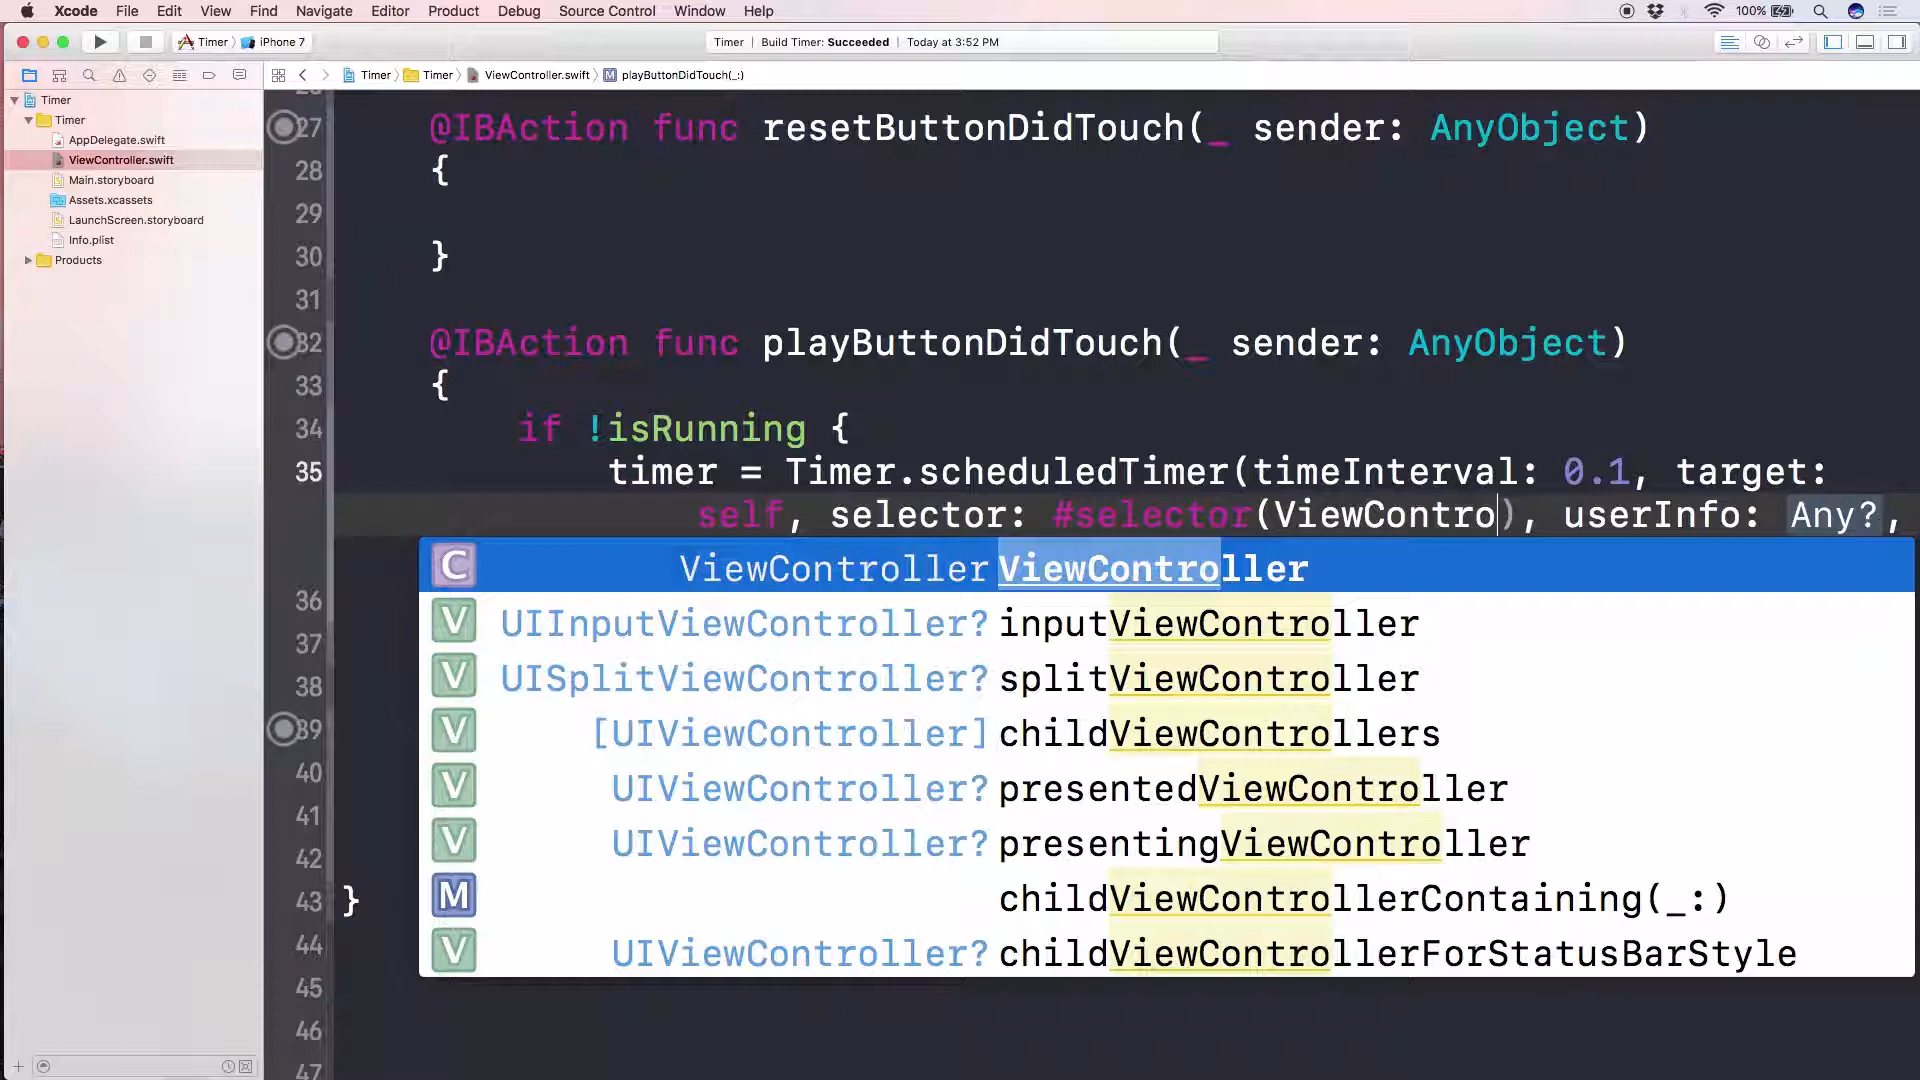 Xcode File Edit View Find Navigate Editor Product Debug Source Control Window Help 100%
Timer iPhone 7 Timer | Build Timer: Succeeded | Today at 3:52 PM
Timer Timer ViewController.swift M playButtonDidTouch(_:)
Timer
Timer
AppDelegate.swift
ViewController.swift
Main.storyboard
Assets.xcassets
LaunchScreen.storyboard
Info.plist
Products
27 @IBAction func resetButtonDidTouch(_ sender: AnyObject)
28 {
29
30 }
31
32 @IBAction func playButtonDidTouch(_ sender: AnyObject)
33 {
34 if !isRunning {
35 timer = Timer.scheduledTimer(timeInterval: 0.1, target:
self, selector: #selector(ViewContro), userInfo: Any?,
C ViewController ViewController
V UIInputViewController? inputViewController
V UISplitViewController? splitViewController
V [UIViewController] childViewControllers
V UIViewController? presentedViewController
V UIViewController? presentingViewController
M childViewControllerContaining(_:)
V UIViewController? childViewControllerForStatusBarStyle
36
37
38
39
40
41
42
43 }
44
45
46
47